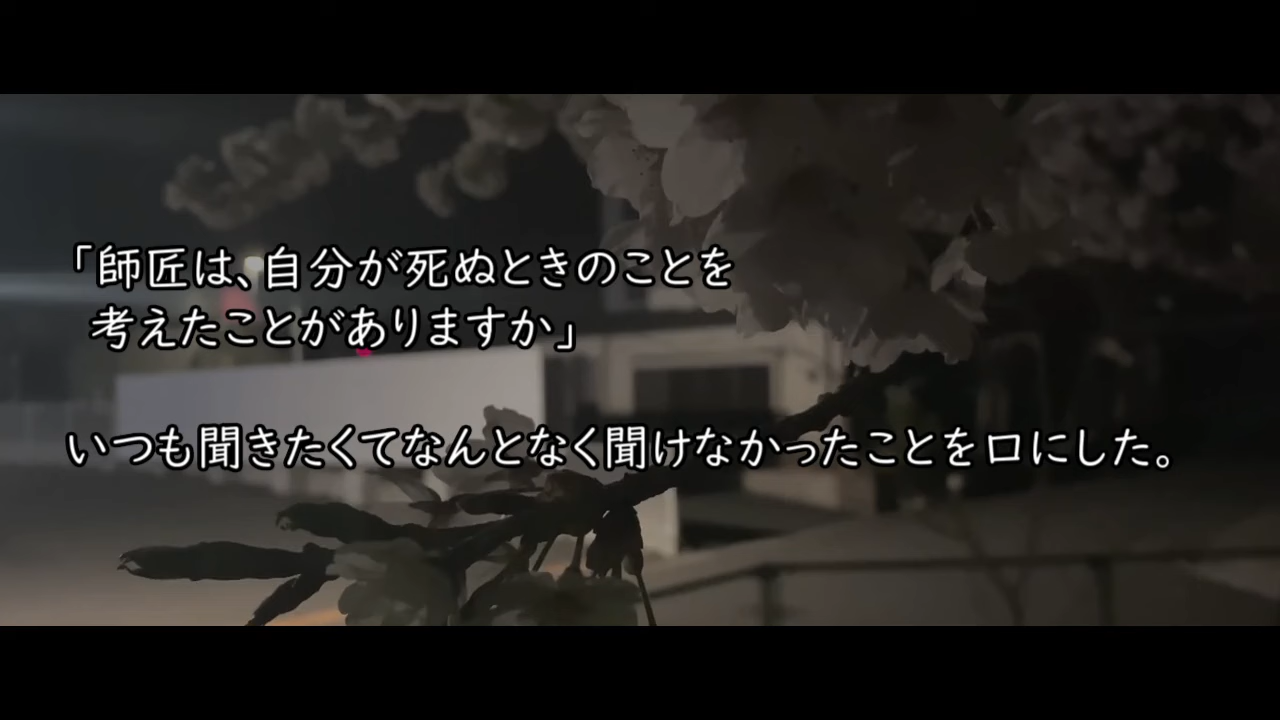 「師匠は、自分が死ぬときのことを
考えたことがありますか」
いつも聞きたくてなんとなく聞けなかったことを口にした。